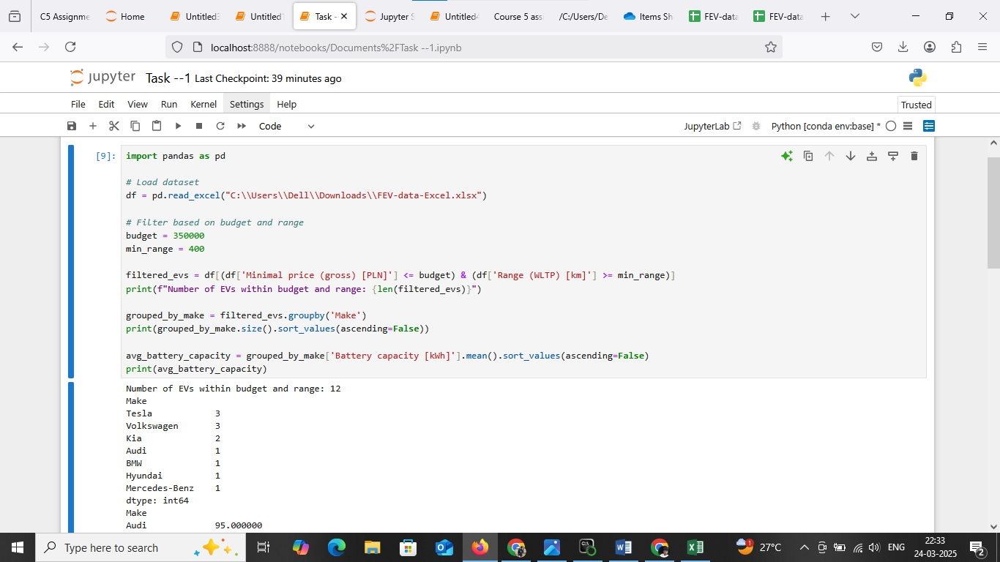 C5 Assignme
Home
Untitled
Untitled
Task -
Jupyter S
Untitled
Course 5 ass
/C:/Users/De
Items Sh
FEV-data
FEV-data
localhost:8888/notebooks/Documents%2FTask --1.ipynb
jupyter Task --1 Last Checkpoint: 39 minutes ago
File Edit View Run Kernel Settings Help
Trusted
Code
JupyterLab
Python [conda env:base] *
[9]:
import pandas as pd
# Load dataset
df = pd.read_excel("C:\\Users\\Dell\\Downloads\\FEV-data-Excel.xlsx")
# Filter based on budget and range
budget = 350000
min_range = 400
filtered_evs = df[(df['Minimal price (gross) [PLN]'] <= budget) & (df['Range (WLTP) [km]'] >= min_range)]
print(f"Number of EVs within budget and range: {len(filtered_evs)}")
grouped_by_make = filtered_evs.groupby('Make')
print(grouped_by_make.size().sort_values(ascending=False))
avg_battery_capacity = grouped_by_make['Battery capacity [kWh]'].mean().sort_values(ascending=False)
print(avg_battery_capacity)
Number of EVs within budget and range: 12
Make
Tesla 3
Volkswagen 3
Kia 2
Audi 1
BMW 1
Hyundai 1
Mercedes-Benz 1
dtype: int64
Make
Audi 95.000000
Type here to search
27°C
ENG
22:33
24-03-2025
2